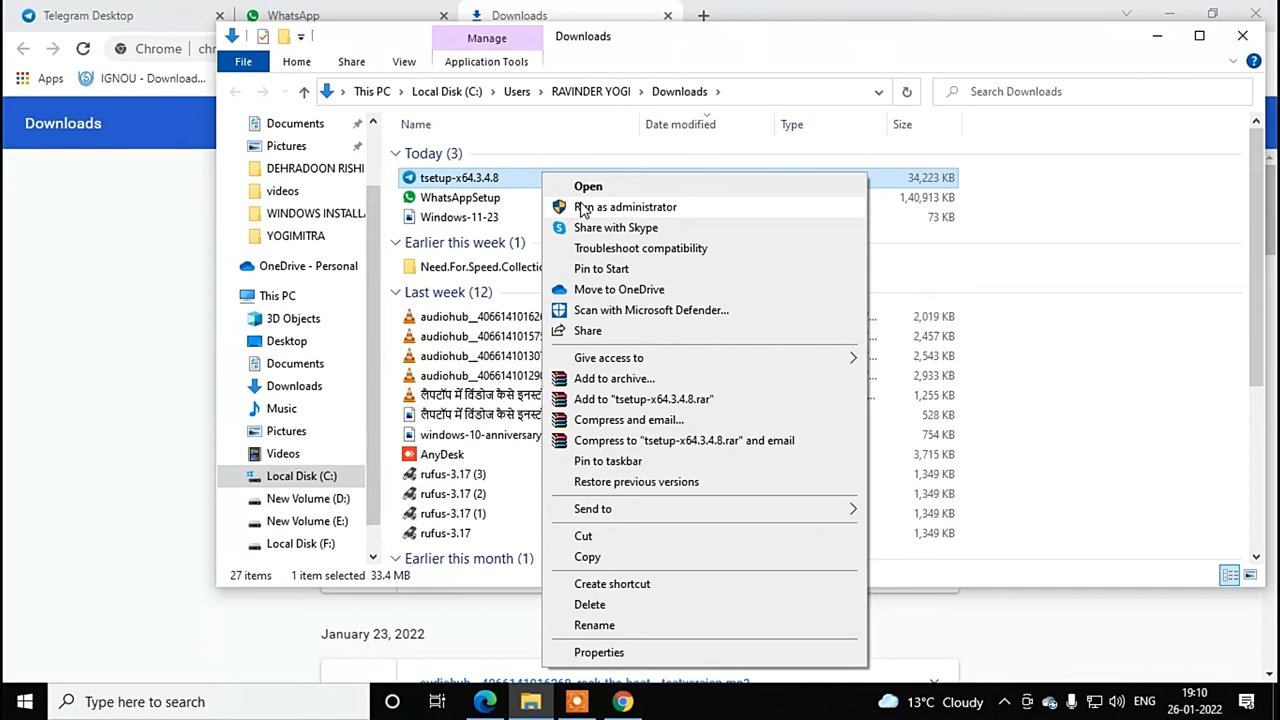 Telegram Desktop
WhatsApp
Downloads
Chrome
Apps
IGNOU - Download...
Downloads
Manage
Downloads
File
Home
Share
View
Application Tools
This PC > Local Disk (C:) > Users > RAVINDER YOGI > Downloads >
Search Downloads
Documents
Pictures
DEHRADOON RISHI
videos
WINDOWS INSTALL
YOGIMITRA
OneDrive - Personal
This PC
3D Objects
Desktop
Documents
Downloads
Music
Pictures
Videos
Local Disk (C:)
New Volume (D:)
New Volume (E:)
Local Disk (F:)
Name
Date modified
Type
Size
Today (3)
tsetup-x64.3.4.8
34,223 KB
WhatsAppSetup
1,40,913 KB
Windows-11-23
73 KB
Earlier this week (1)
Need.For.Speed.Collectic
Last week (12)
audiohub__4066141016
2,019 KB
audiohub__406614101575
2,457 KB
audiohub__406614101307
2,543 KB
audiohub__406614101290
2,933 KB
लैपटॉप में विंडोज कैसे इनस्ट
1,255 KB
लैपटॉप में विंडोज कैसे इनस्ट
528 KB
windows-10-anniversary
754 KB
AnyDesk
3,715 KB
rufus-3.17 (3)
1,349 KB
rufus-3.17 (2)
1,349 KB
rufus-3.17 (1)
1,349 KB
rufus-3.17
1,349 KB
Earlier this month (1)
Open
Run as administrator
Share with Skype
Troubleshoot compatibility
Pin to Start
Move to OneDrive
Scan with Microsoft Defender...
Share
Give access to
Add to archive...
Add to "tsetup-x64.3.4.8.rar"
Compress and email...
Compress to "tsetup-x64.3.4.8.rar" and email
Pin to taskbar
Restore previous versions
Send to
Cut
Copy
Create shortcut
Delete
Rename
Properties
27 items
1 item selected 33.4 MB
January 23, 2022
Type here to search
13°C Cloudy
ENG
19:10
26-01-2022